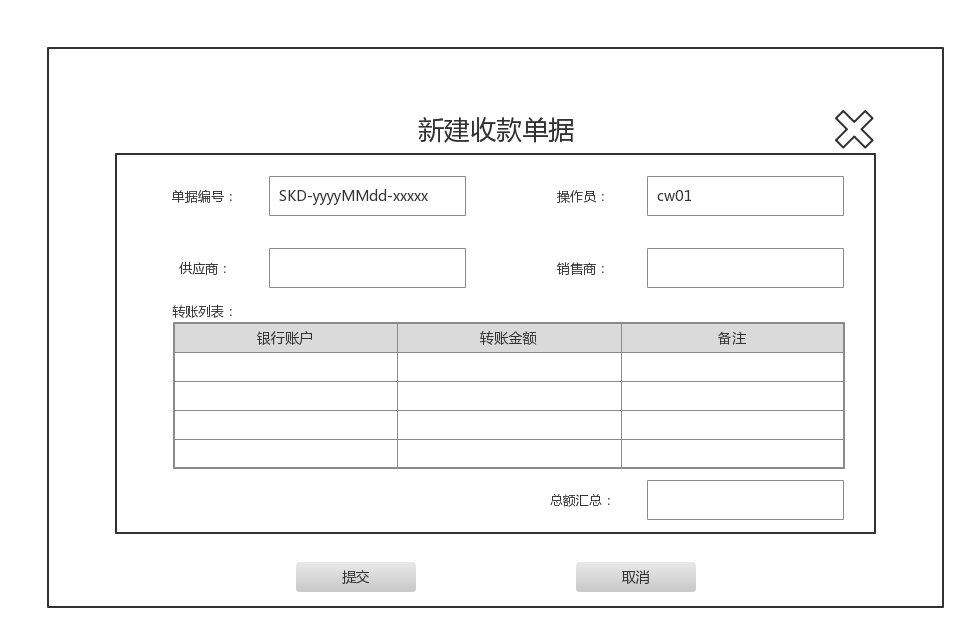 新建收款单据
单据编号： SKD-yyyyMMdd-xxxxx 操作员： cw01
供应商： 销售商：
转账列表：
银行账户 转账金额 备注
总额汇总：
提交 取消